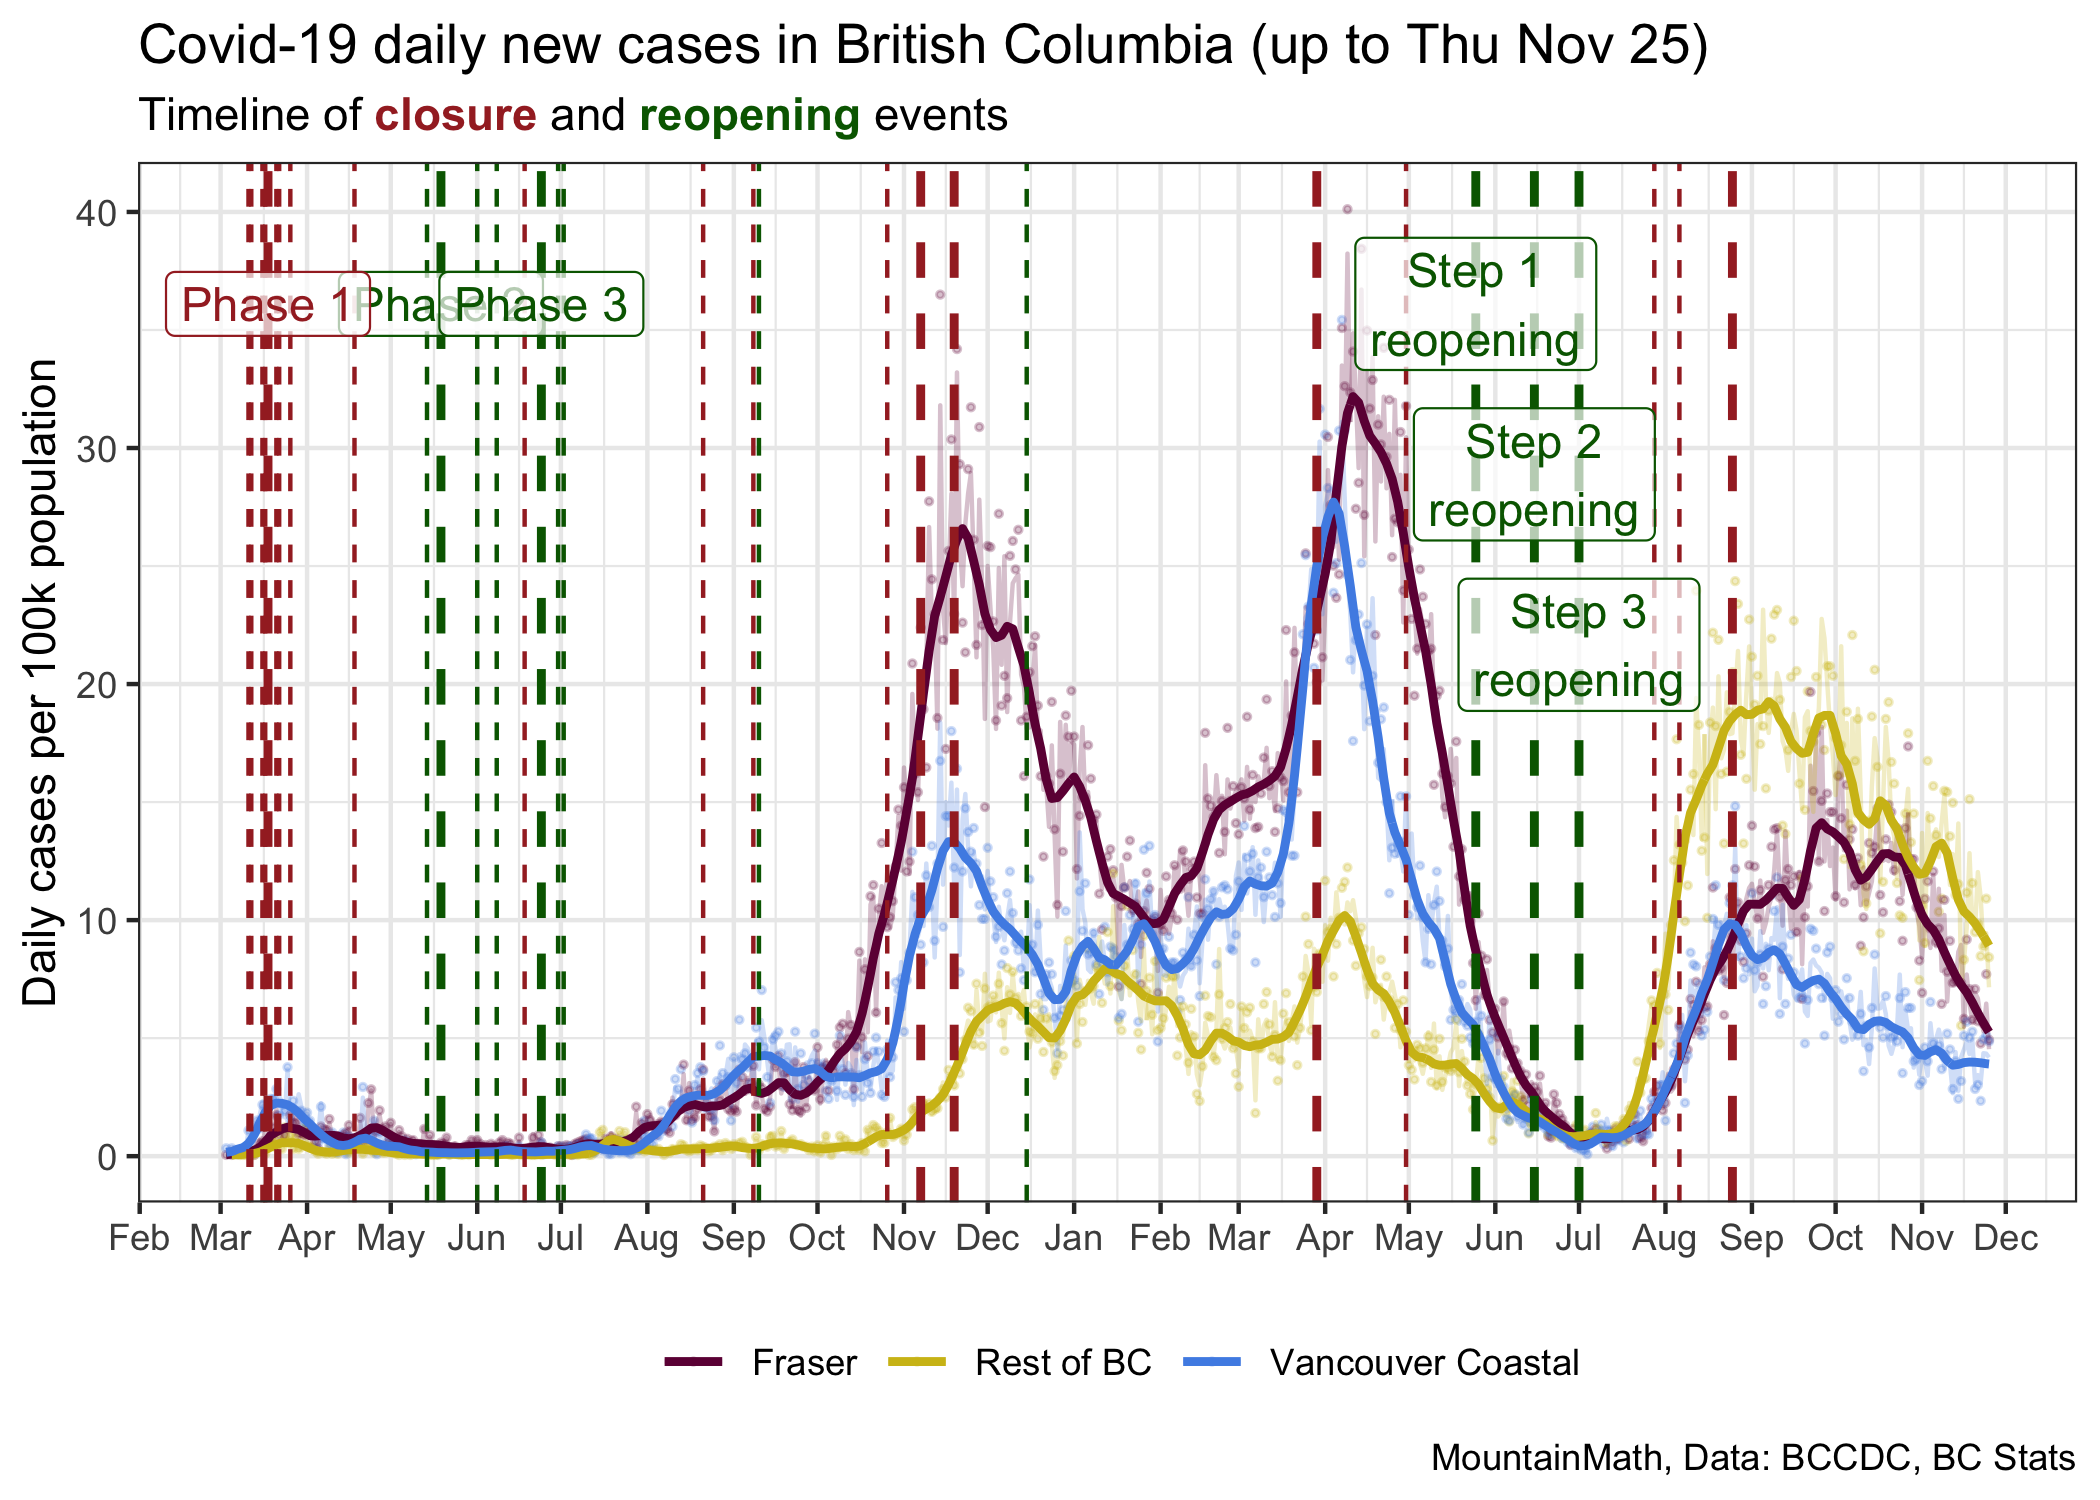 Covid-19 daily new cases in British Columbia (up to Thu Nov 25)
Timeline of closure and reopening events
Daily cases per 100k population
40
30
20
10
0
Phase 1 Phase 2 Phase 3
Step 1
reopening
Step 2
reopening
Step 3
reopening
Feb Mar Apr May Jun Jul Aug Sep Oct Nov Dec Jan Feb Mar Apr May Jun Jul Aug Sep Oct Nov Dec
Fraser Rest of BC Vancouver Coastal
MountainMath, Data: BCCDC, BC Stats